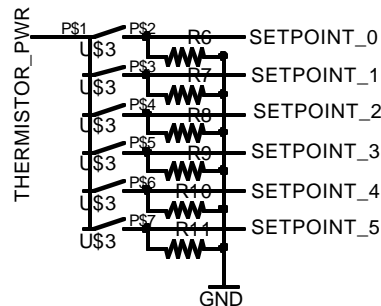 THERMISTOR_PWR
P$1 P$2 R6 SETPOINT_0
U$3 P$3 R7 SETPOINT_1
U$3 P$4 R8 SETPOINT_2
U$3 P$5 R9 SETPOINT_3
U$3 P$6 R10 SETPOINT_4
U$3 P$7 R11 SETPOINT_5
U$3
GND